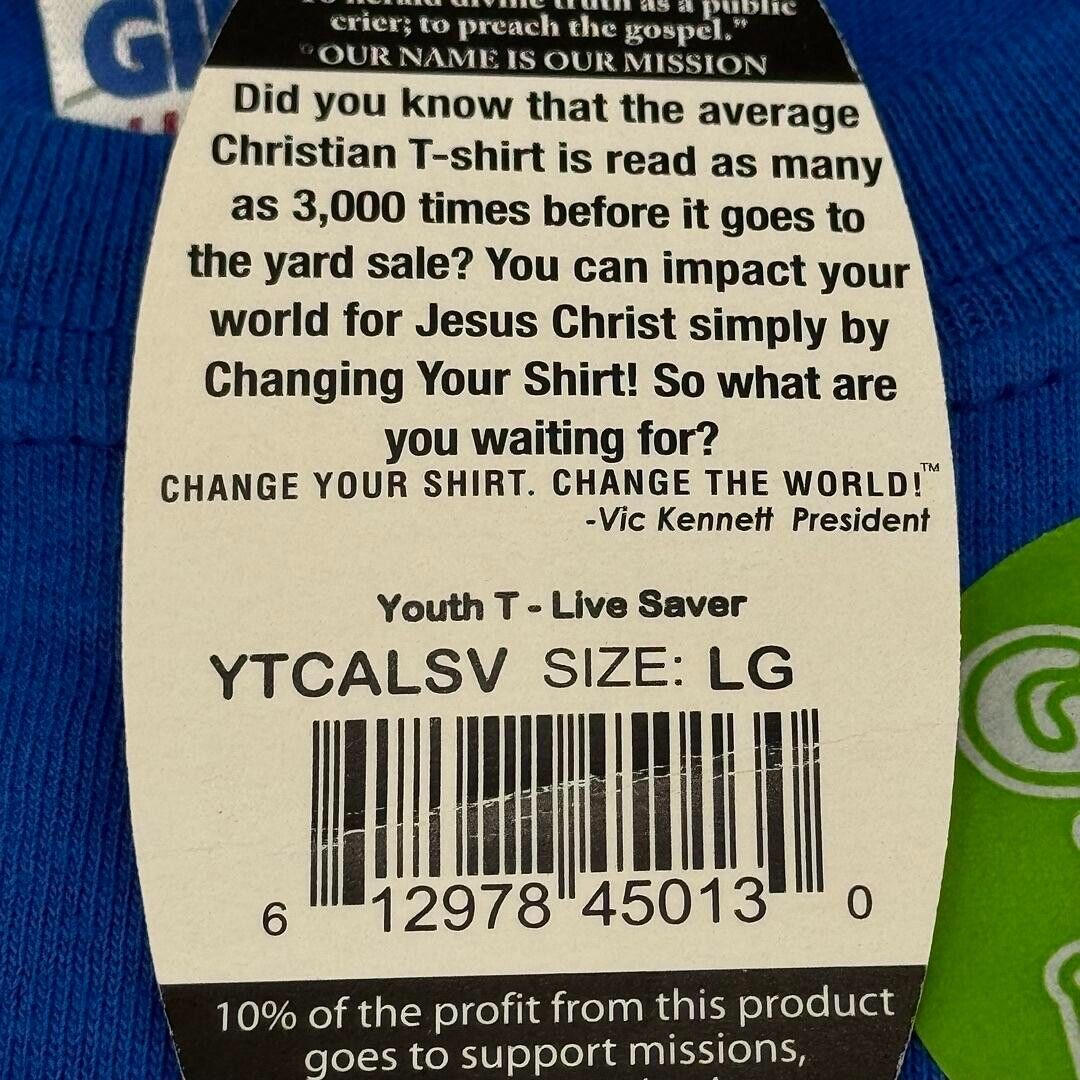 divine truth as a public
crier; to preach the gospel."
OUR NAME IS OUR MISSION
Did you know that the average
Christian T-shirt is read as many
as 3,000 times before it goes to
the yard sale? You can impact your
world for Jesus Christ simply by
Changing Your Shirt! So what are
you waiting for?
CHANGE YOUR SHIRT. CHANGE THE WORLD!™
-Vic Kennett President
Youth T - Live Saver
YTCALSV SIZE: LG
6 12978 45013 0
10% of the profit from this product
goes to support missions,